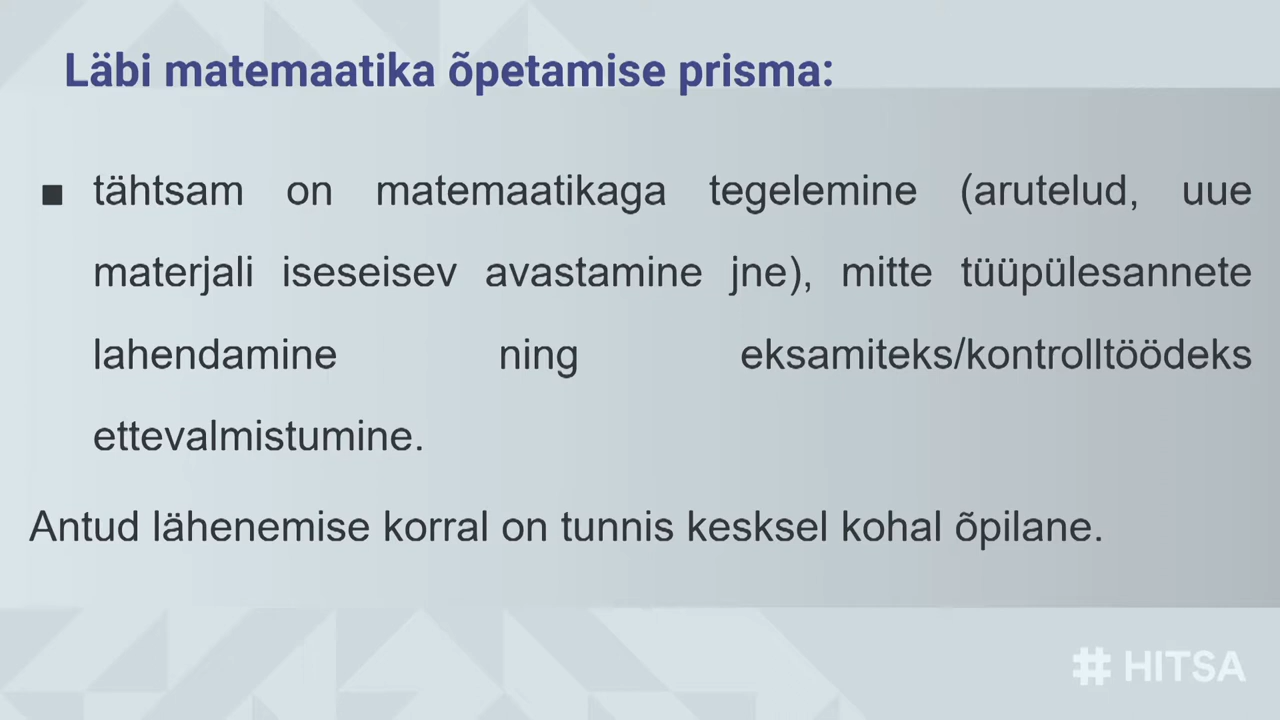 Läbi matemaatika õpetamise prisma:
▪ tähtsam on matemaatikaga tegelemine (arutelud, uue
materjali iseseisev avastamine jne), mitte tüüpülesannete
lahendamine ning eksamiteks/kontrolltöödeks
ettevalmistumine.
Antud lähenemise korral on tunnis kesksel kohal õpilane.
# HITSA